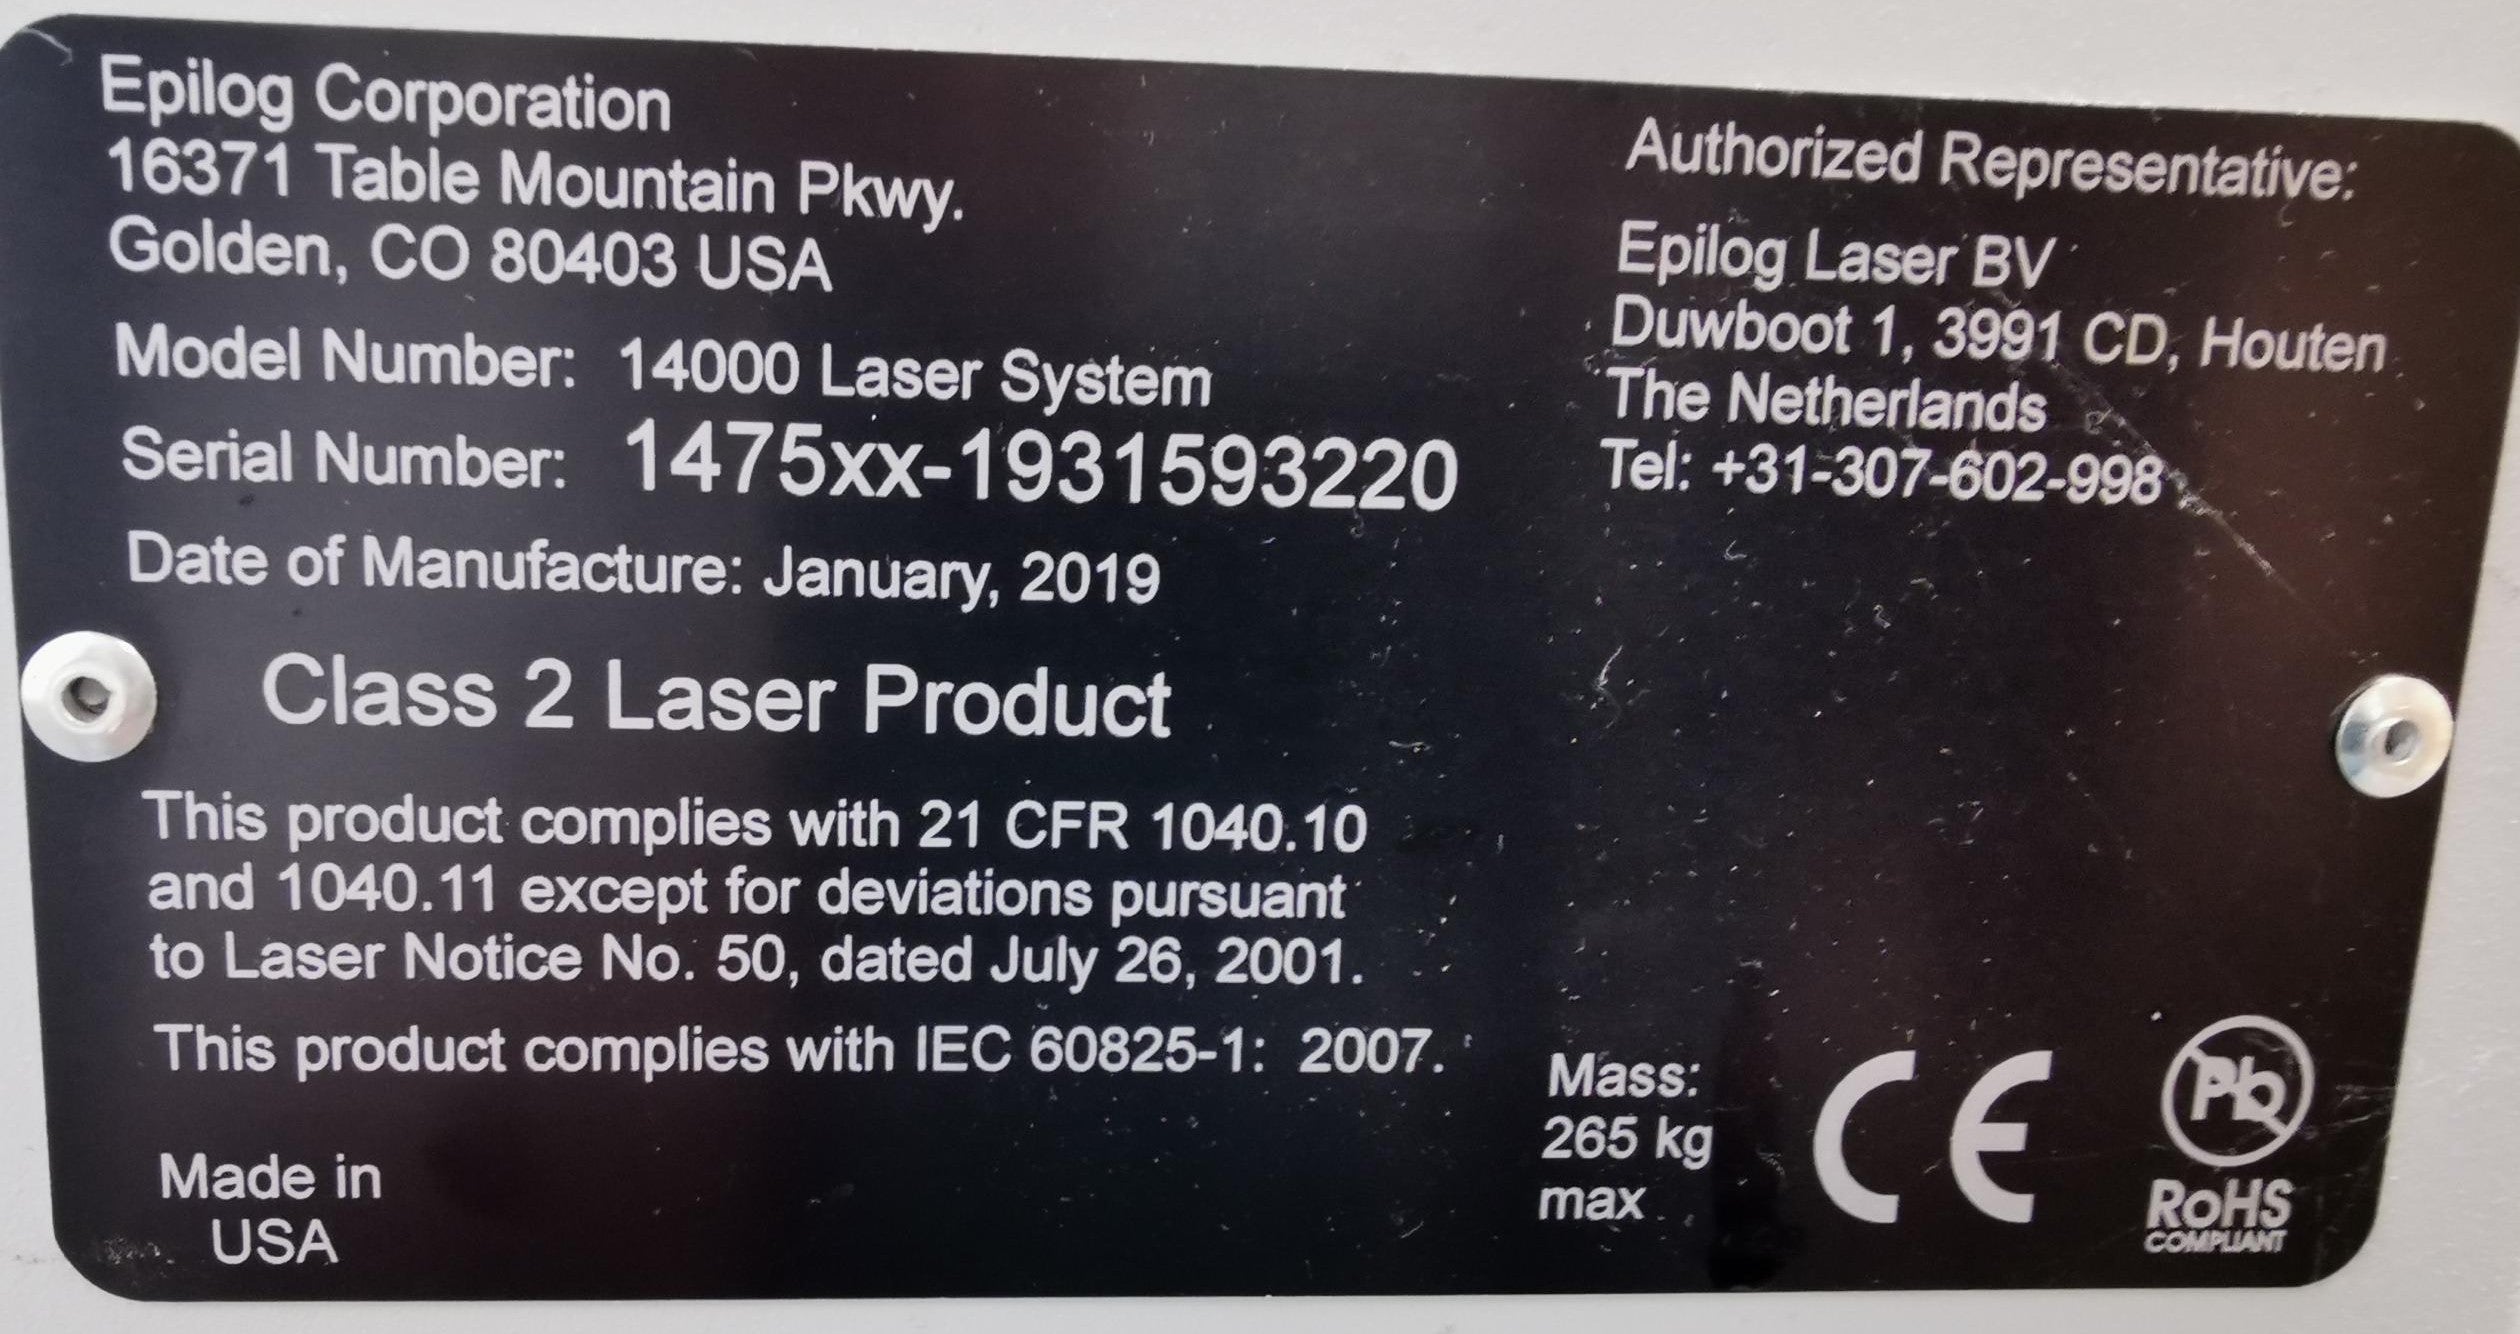 Epilog Corporation
16371 Table Mountain Pkwy.
Golden, CO 80403 USA
Model Number: 14000 Laser System
Serial Number: 1475xx-1931593220
Date of Manufacture: January, 2019
Class 2 Laser Product
This product complies with 21 CFR 1040.10
and 1040.11 except for deviations pursuant
to Laser Notice No. 50, dated July 26, 2001.
This product complies with IEC 60825-1: 2007.
Made in
USA
Authorized Representative:
Epilog Laser BV
Duwboot 1, 3991 CD, Houten
The Netherlands
Tel: +31-307-602-998
Mass:
265 kg
max
CE
Pb
RoHS
COMPLIANT